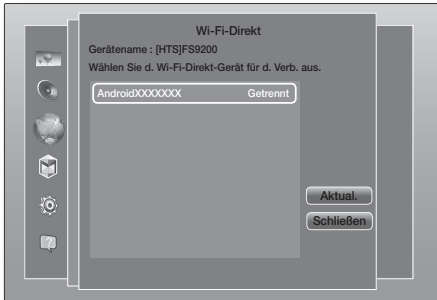 Wi-Fi-Direkt
Gerätename : [HTS]FS9200
Wählen Sie d. Wi-Fi-Direkt-Gerät für d. Verb. aus.
AndroidXXXXXXX Getrennt
Aktual.
Schließen